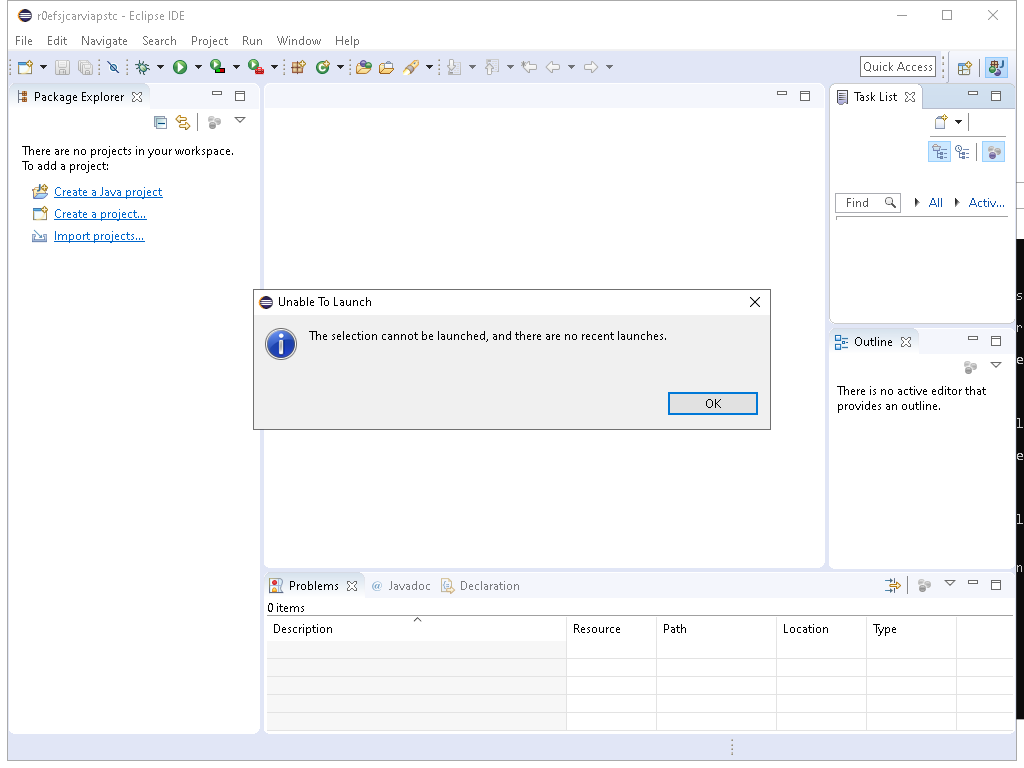 r0efsjcarviapstc - Eclipse IDE
File Edit Navigate Search Project Run Window Help
Quick Access
Package Explorer
Task List
There are no projects in your workspace.
To add a project:
Create a Java project
Create a project...
Import projects...
Find All Activ...
Unable To Launch
The selection cannot be launched, and there are no recent launches.
OK
Outline
There is no active editor that
provides an outline.
Problems @ Javadoc Declaration
0 items
Description Resource Path Location Type
s
r
e
l
e
l
n